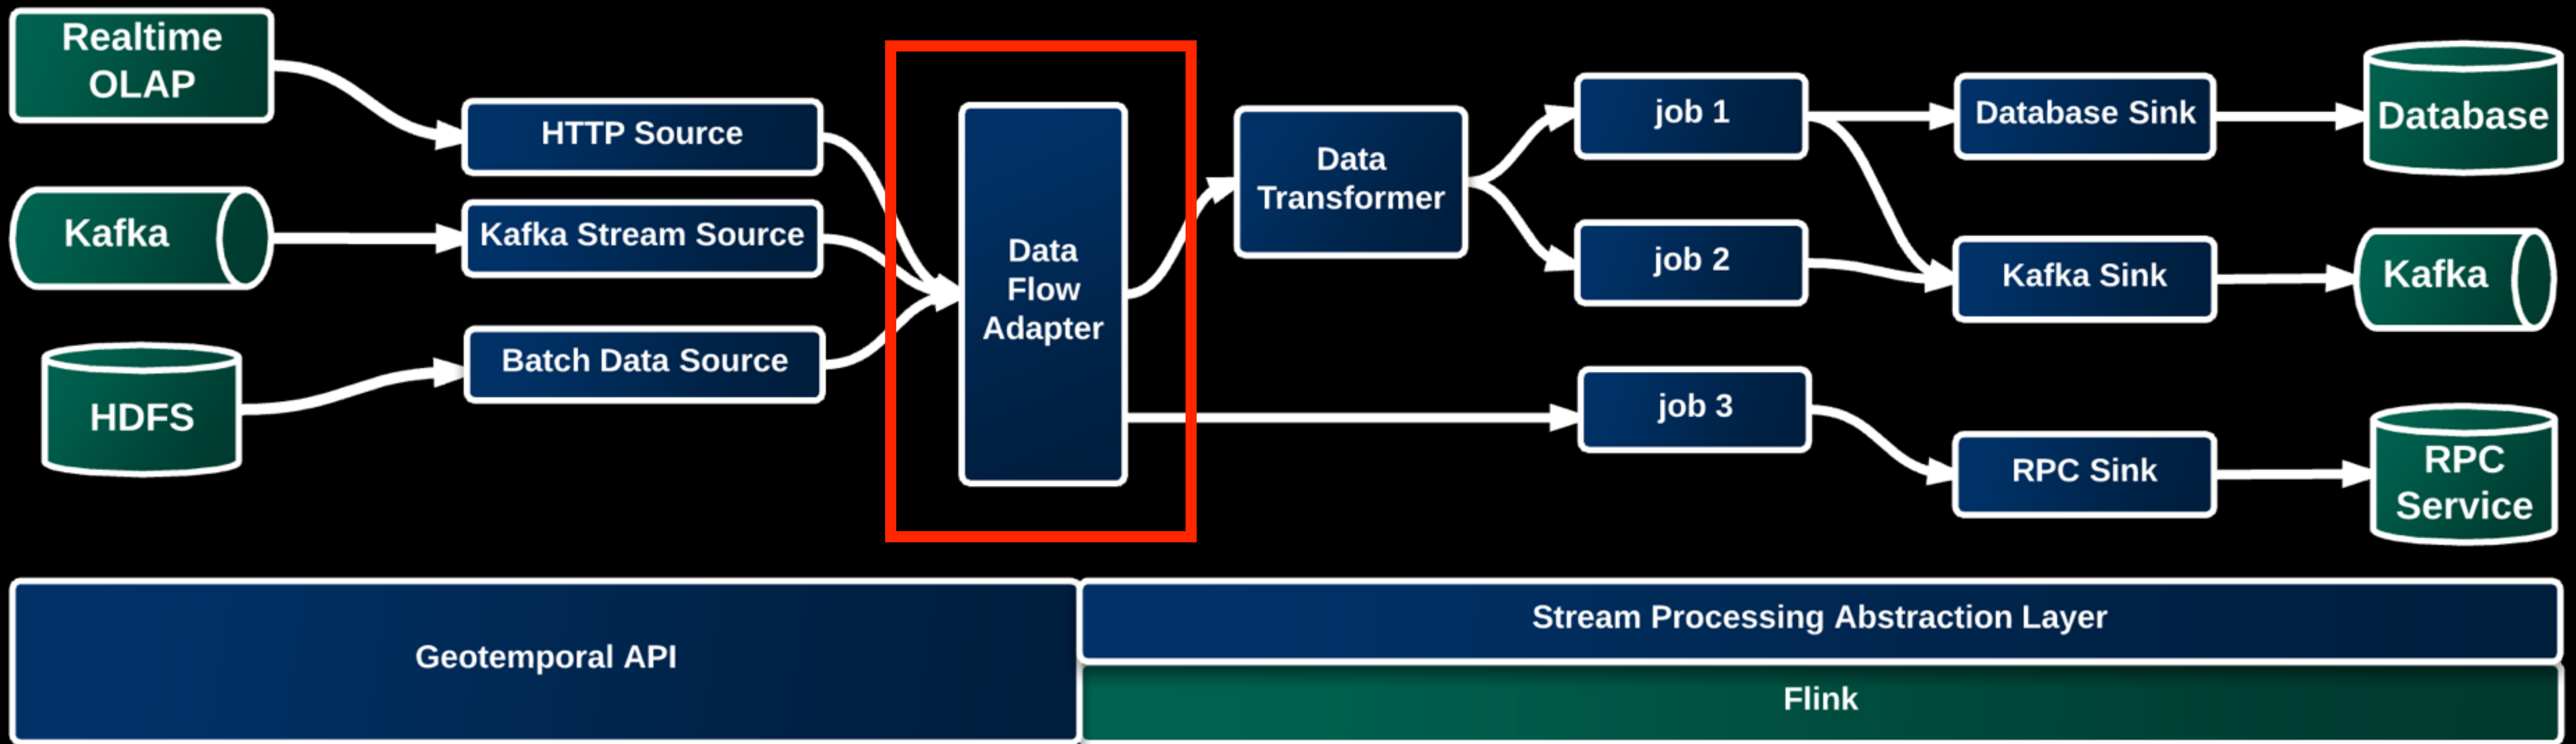 Realtime
OLAP
Kafka
HDFS
HTTP Source
Kafka Stream Source
Batch Data Source
Data
Flow
Adapter
Data
Transformer
job 1
job 2
job 3
Database Sink
Kafka Sink
RPC Sink
Database
Kafka
RPC
Service
Geotemporal API
Stream Processing Abstraction Layer
Flink